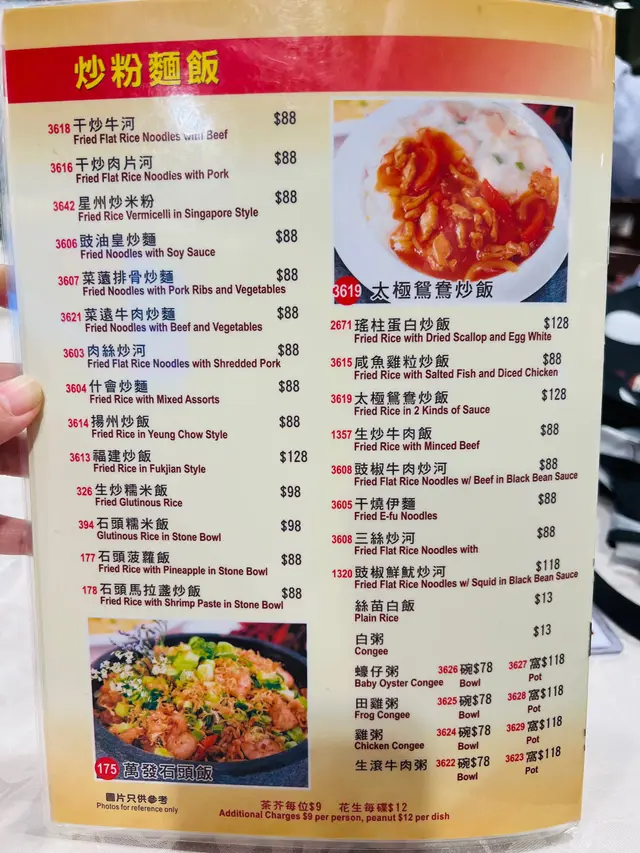 炒粉麵飯
3618 干炒牛河 $88
Fried Flat Rice Noodles with Beef
3616 干炒肉片河 $88
Fried Flat Rice Noodles with Pork
3642 星州炒米粉 $88
Fried Rice Vermicelli in Singapore Style
3606 豉油皇炒麵 $88
Fried Noodles with Soy Sauce
3607 菜薳排骨炒麵 $88
Fried Noodles with Pork Ribs and Vegetables
3621 菜遠牛肉炒麵 $88
Fried Noodles with Beef and Vegetables
3603 肉絲炒河 $88
Fried Flat Rice Noodles with Shredded Pork
3604 什會炒麵 $88
Fried Rice with Mixed Assorts
3614 揚州炒飯 $88
Fried Rice in Yeung Chow Style
3613 福建炒飯 $128
Fried Rice in Fukjian Style
326 生炒糯米飯 $98
Fried Glutinous Rice
394 石頭糯米飯 $98
Glutinous Rice in Stone Bowl
177 石頭菠蘿飯 $88
Fried Rice with Pineapple in Stone Bowl
178 石頭馬拉盞炒飯 $88
Fried Rice with Shrimp Paste in Stone Bowl
175 萬發石頭飯
3619 太極鴛鴦炒飯
2671 瑤柱蛋白炒飯 $128
Fried Rice with Dried Scallop and Egg White
3615 咸魚雞粒炒飯 $88
Fried Rice with Salted Fish and Diced Chicken
3619 太極鴛鴦炒飯 $128
Fried Rice in 2 Kinds of Sauce
1357 生炒牛肉飯 $88
Fried Rice with Minced Beef
3608 豉椒牛肉炒河 $88
Fried Flat Rice Noodles w/ Beef in Black Bean Sauce
3605 干燒伊麵 $88
Fried E-fu Noodles
3608 三絲炒河 $88
Fried Flat Rice Noodles with
1320 豉椒鮮魷炒河 $118
Fried Flat Rice Noodles w/ Squid in Black Bean Sauce
絲苗白飯 $13
Plain Rice
白粥 $13
Congee
蠔仔粥 3626 碗$78 3627 窩$118
Baby Oyster Congee Bowl Pot
田雞粥 3625 碗$78 3628 窩$118
Frog Congee Bowl Pot
雞粥 3624 碗$78 3629 窩$118
Chicken Congee Bowl Pot
生滾牛肉粥 3622 碗$78 3623 窩$118
Bowl Pot
圖片只供參考
Photos for reference only
茶芥每位$9 花生每碟$12
Additional Charges $9 per person, peanut $12 per dish